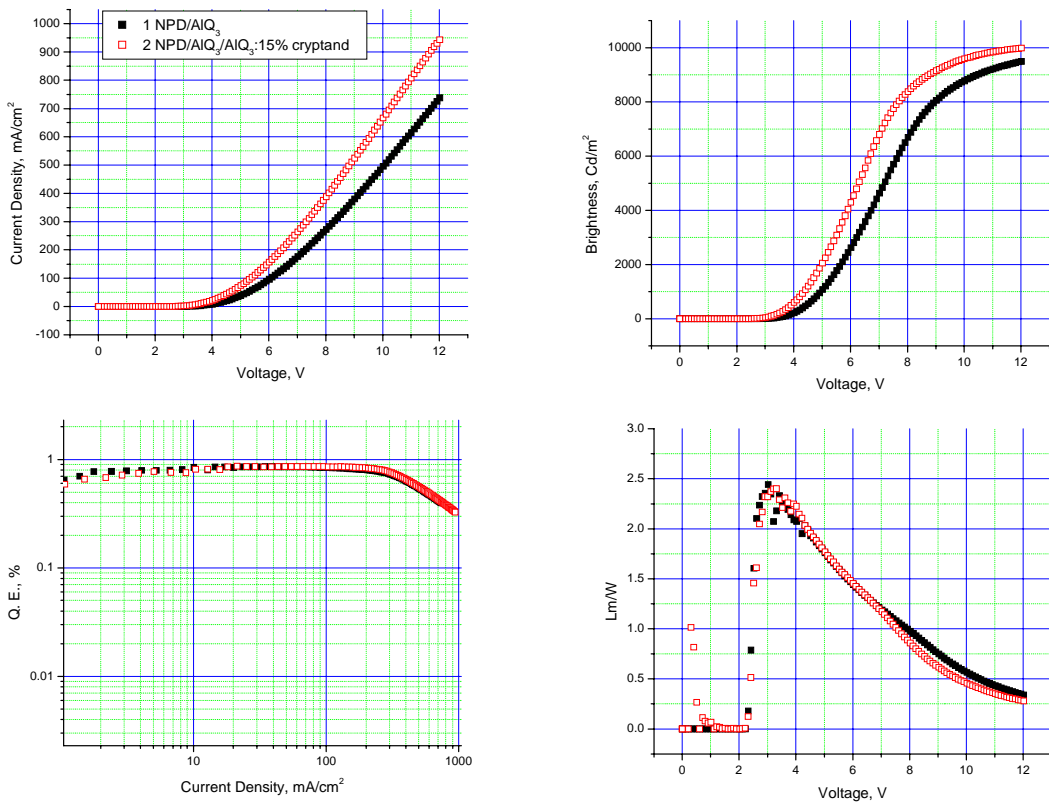 1 NPD/AlQ3
2 NPD/AlQ3/AlQ3:15% cryptand
Current Density, mA/cm2
1000
900
800
700
600
500
400
300
200
100
0
-100
0 2 4 6 8 10 12
Voltage, V
Brightness, Cd/m2
10000
8000
6000
4000
2000
0
0 2 4 6 8 10 12
Voltage, V
Q. E., %
1
0.1
0.01
10 100 1000
Current Density, mA/cm2
Lm/W
3.0
2.5
2.0
1.5
1.0
0.5
0.0
0 2 4 6 8 10 12
Voltage, V